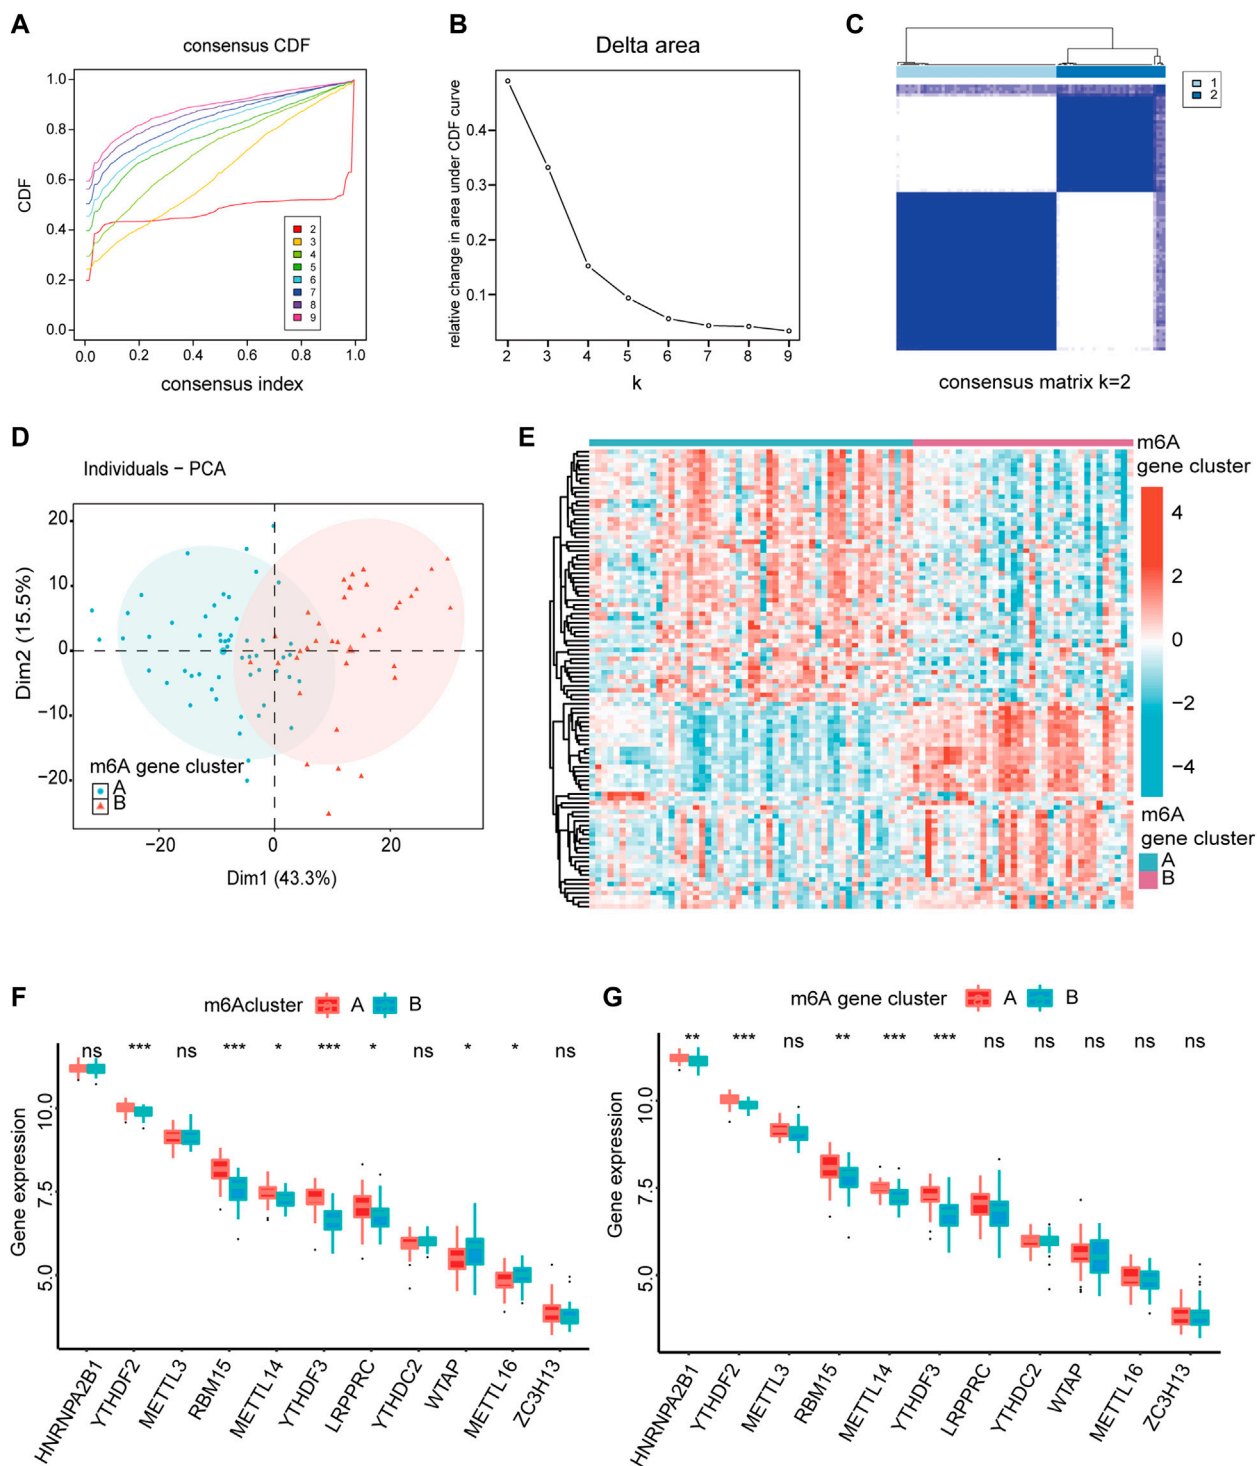 A
consensus CDF
CDF
1.0
0.8
0.6
0.4
0.2
0.0
0.0
0.2
0.4
0.6
0.8
1.0
consensus index
2
3
4
5
6
7
8
9
B
Delta area
relative change in area under CDF curve
0.4
0.3
0.2
0.1
2
3
4
5
6
7
8
9
k
C
1
2
consensus matrix k=2
D
Individuals − PCA
Dim2 (15.5%)
20
10
0
−10
−20
m6A gene cluster
A
B
−20
0
20
Dim1 (43.3%)
E
m6A
gene cluster
4
2
0
−2
−4
m6A
gene cluster
A
B
F
m6Acluster
A
B
ns
***
ns
***
*
***
*
ns
*
*
ns
Gene expression
10.0
7.5
5.0
HNRNPA2B1
YTHDF2
METTL3
RBM15
METTL14
YTHDF3
LRPPRC
YTHDC2
WTAP
METTL16
ZC3H13
G
m6A gene cluster
A
B
**
***
ns
**
***
***
ns
ns
ns
ns
ns
Gene expression
10.0
7.5
5.0
HNRNPA2B1
YTHDF2
METTL3
RBM15
METTL14
YTHDF3
LRPPRC
YTHDC2
WTAP
METTL16
ZC3H13